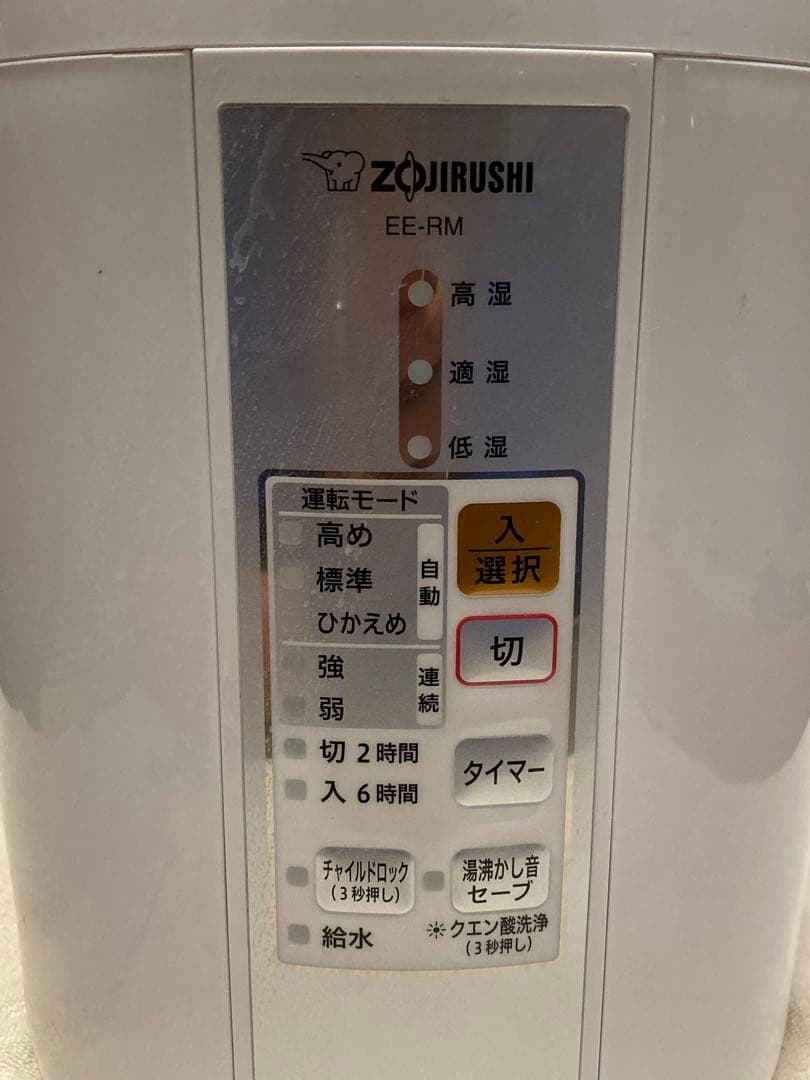 ZOJIRUSHI
EE-RM
高湿
適湿
低湿
運転モード
高め
標準
ひかえめ
自動
強
弱
連続
入
選択
切
切 2時間
入 6時間
タイマー
チャイルドロック
(3秒押し)
湯沸かし音
セーブ
給水
クエン酸洗浄
(3秒押し)